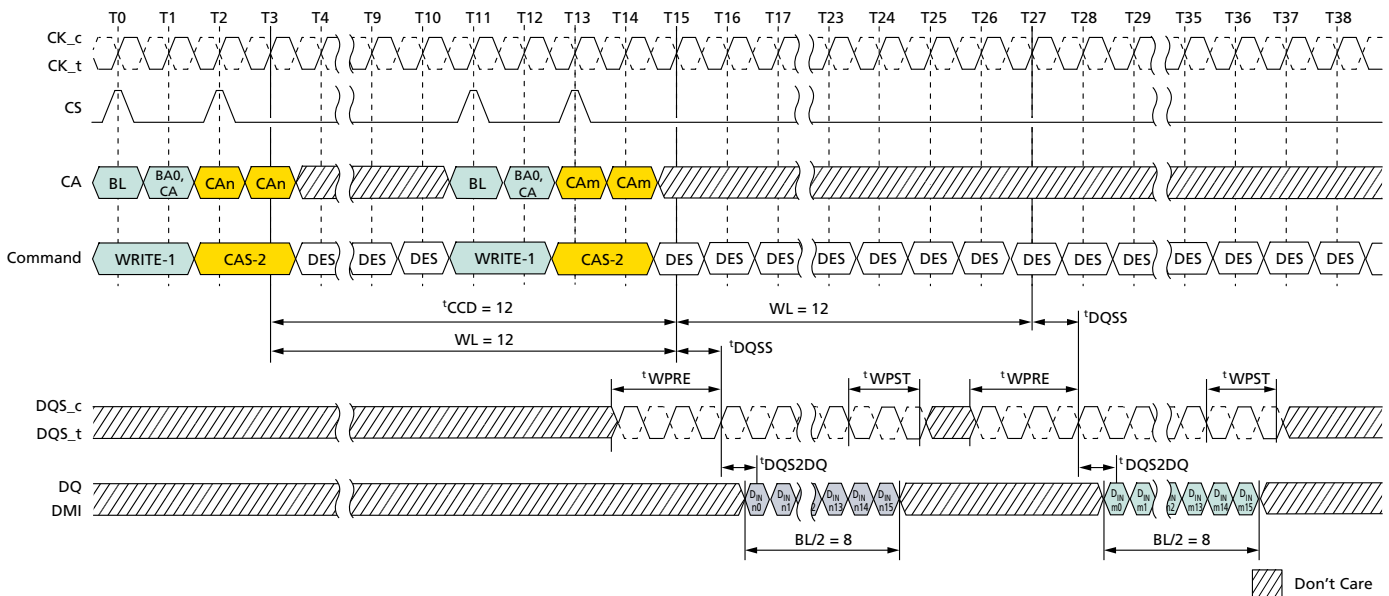 T0 T1 T2 T3 T4 T9 T10 T11 T12 T13 T14 T15 T16 T17 T23 T24 T25 T26 T27 T28 T29 T35 T36 T37 T38
CK_c
CK_t
CS
CA BL BA0, CA CAn CAn BL BA0, CA CAm CAm
Command WRITE-1 CAS-2 DES DES DES WRITE-1 CAS-2 DES DES DES DES DES DES DES DES DES DES DES DES DES DES
tCCD = 12 WL = 12
tDQSS
WL = 12 tDQSS
tWPRE tWPST tWPRE tWPST
DQS_c
DQS_t
tDQS2DQ tDQS2DQ
DQ
DMI
DIN n0 DIN n1 DIN n13 DIN n14 DIN n15 DIN m0 DIN m1 DIN m13 DIN m14 DIN m15
BL/2 = 8 BL/2 = 8
Don't Care